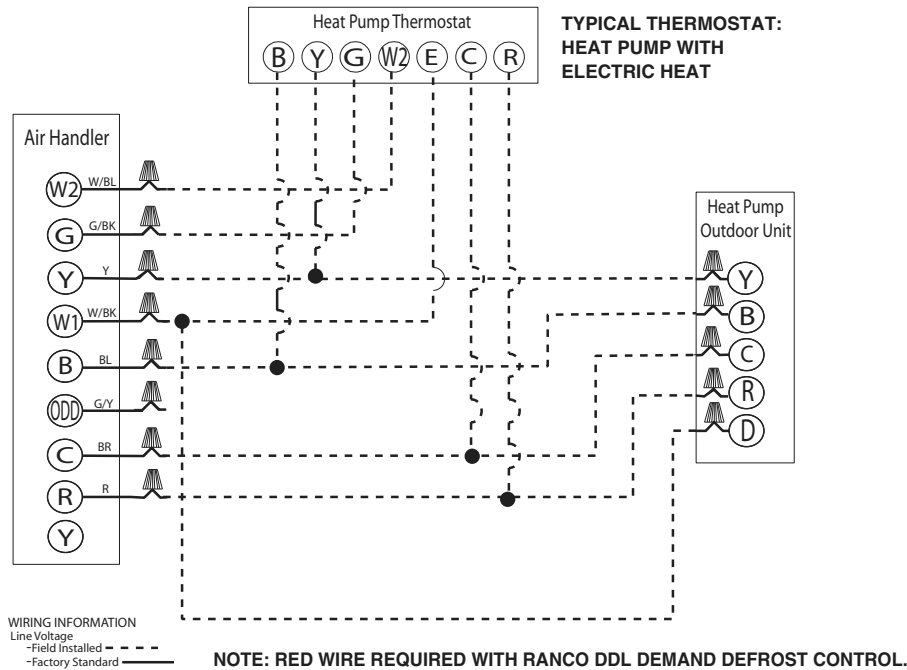 Heat Pump Thermostat
B Y G W2 E C R
TYPICAL THERMOSTAT:
HEAT PUMP WITH
ELECTRIC HEAT
Air Handler
W2 W/BL
G G/BK
Y Y
W1 W/BK
B BL
ODD G/Y
C BR
R R
Y
Heat Pump
Outdoor Unit
Y
B
C
R
D
WIRING INFORMATION
Line Voltage
-Field Installed
-Factory Standard
NOTE: RED WIRE REQUIRED WITH RANCO DDL DEMAND DEFROST CONTROL.